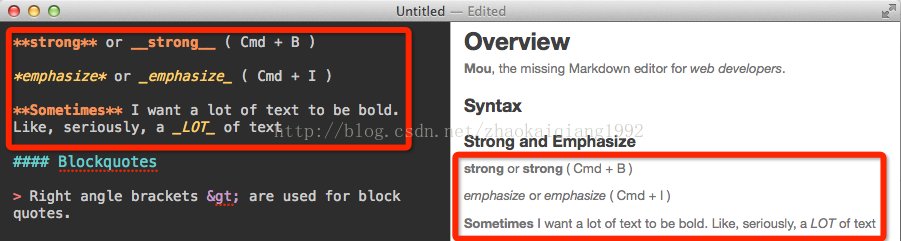 Untitled — Edited
**strong** or __strong__ ( Cmd + B )
*emphasize* or _emphasize_ ( Cmd + I )
**Sometimes** I want a lot of text to be bold.
Like, seriously, a _LOT_ of text
#### Blockquotes
> Right angle brackets &gt; are used for block
quotes.
Overview
Mou, the missing Markdown editor for web developers.
Syntax
Strong and Emphasize
strong or strong ( Cmd + B )
emphasize or emphasize ( Cmd + I )
Sometimes I want a lot of text to be bold. Like, seriously, a LOT of text
http://blog.csdn.net/zhaokaiqiang1992